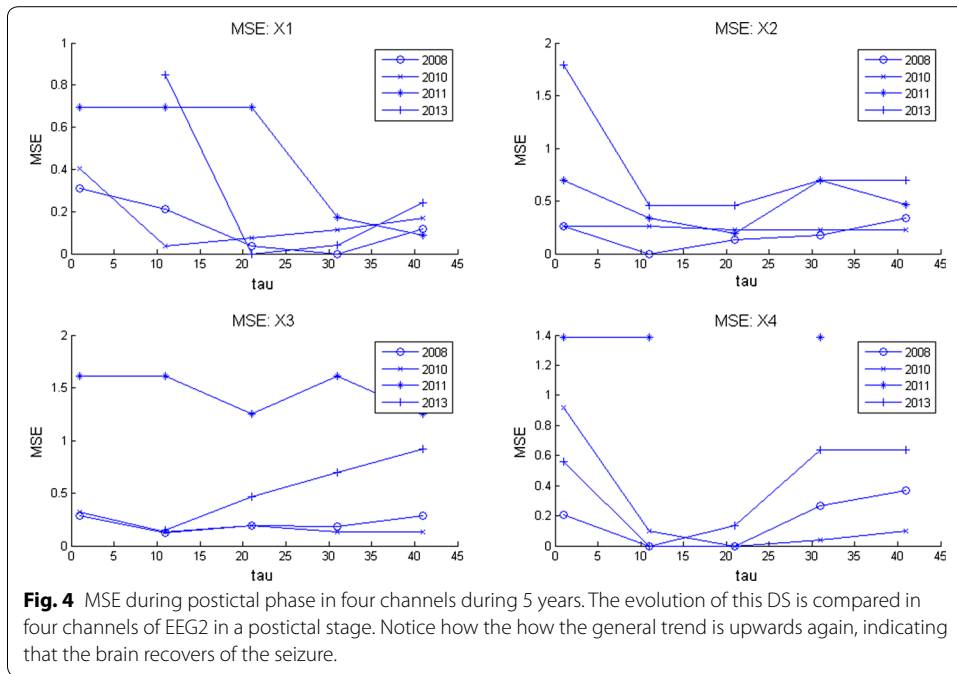 MSE: X1
1
0.8
0.6
0.4
0.2
0
MSE
0 5 10 15 20 25 30 35 40 45
tau
2008
2010
2011
2013
MSE: X2
2
1.5
1
0.5
0
MSE
0 5 10 15 20 25 30 35 40 45
tau
2008
2010
2011
2013
MSE: X3
2
1.5
1
0.5
0
MSE
0 5 10 15 20 25 30 35 40 45
tau
2008
2010
2011
2013
MSE: X4
1.4
1.2
1
0.8
0.6
0.4
0.2
0
MSE
0 5 10 15 20 25 30 35 40 45
tau
2008
2010
2011
2013
Fig. 4 MSE during postictal phase in four channels during 5 years. The evolution of this DS is compared in
four channels of EEG2 in a postictal stage. Notice how the how the general trend is upwards again, indicating
that the brain recovers of the seizure.